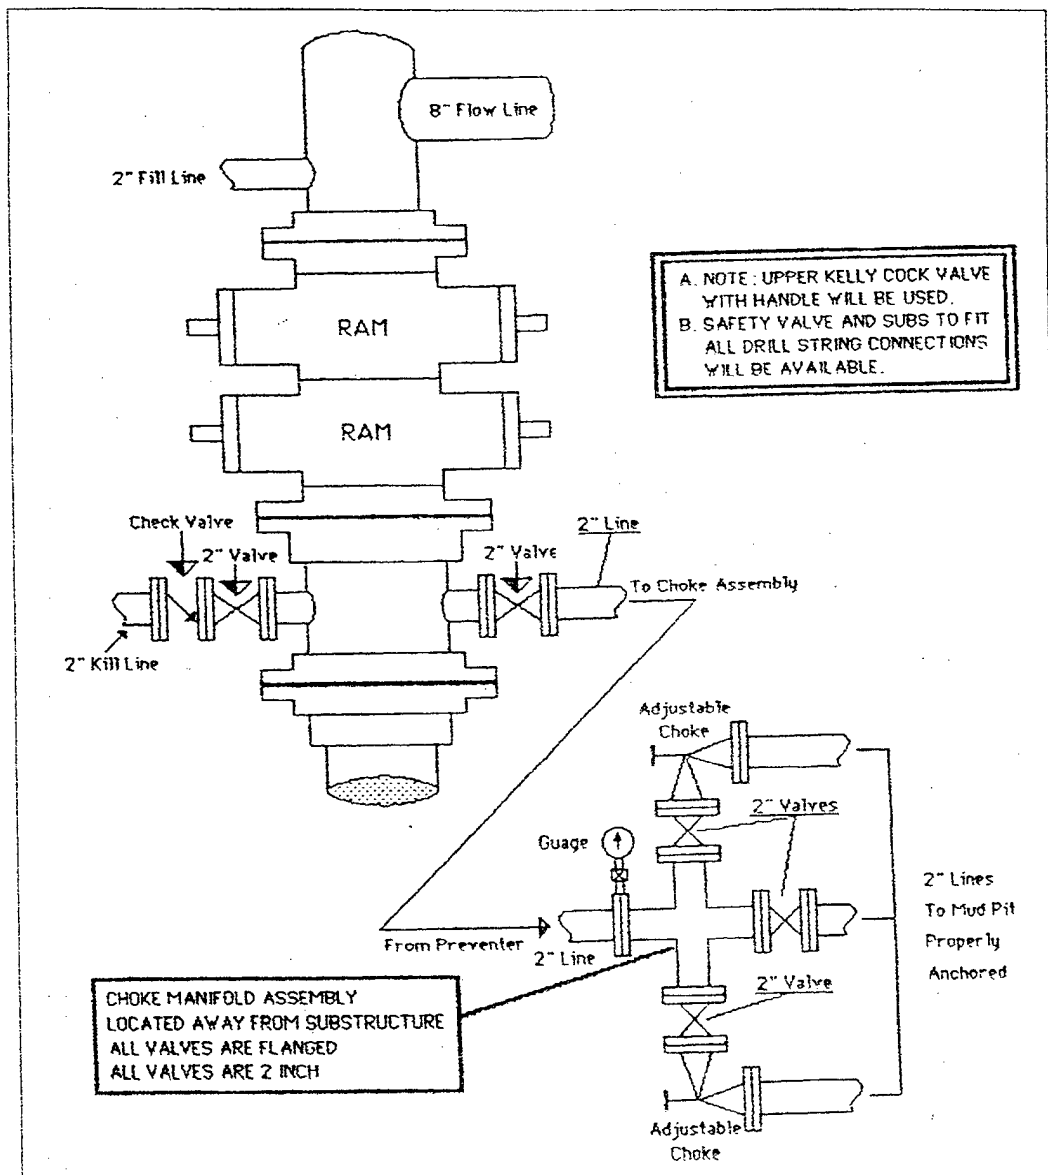 8" Flow Line
2" Fill Line
A. NOTE: UPPER KELLY COCK VALVE
WITH HANDLE WILL BE USED.
B. SAFETY VALVE AND SUBS TO FIT
ALL DRILL STRING CONNECTIONS
WILL BE AVAILABLE.
RAM
RAM
Check Valve
2" Valve
2" Valve
2" Line
To Choke Assembly
2" Kill Line
Adjustable
Choke
2" Valves
Guage
2" Lines
To Mud Pit
Properly
Anchored
From Preventer
2" Line
2" Valve
CHOKE MANIFOLD ASSEMBLY
LOCATED AWAY FROM SUBSTRUCTURE
ALL VALVES ARE FLANGED
ALL VALVES ARE 2 INCH
Adjustable
Choke